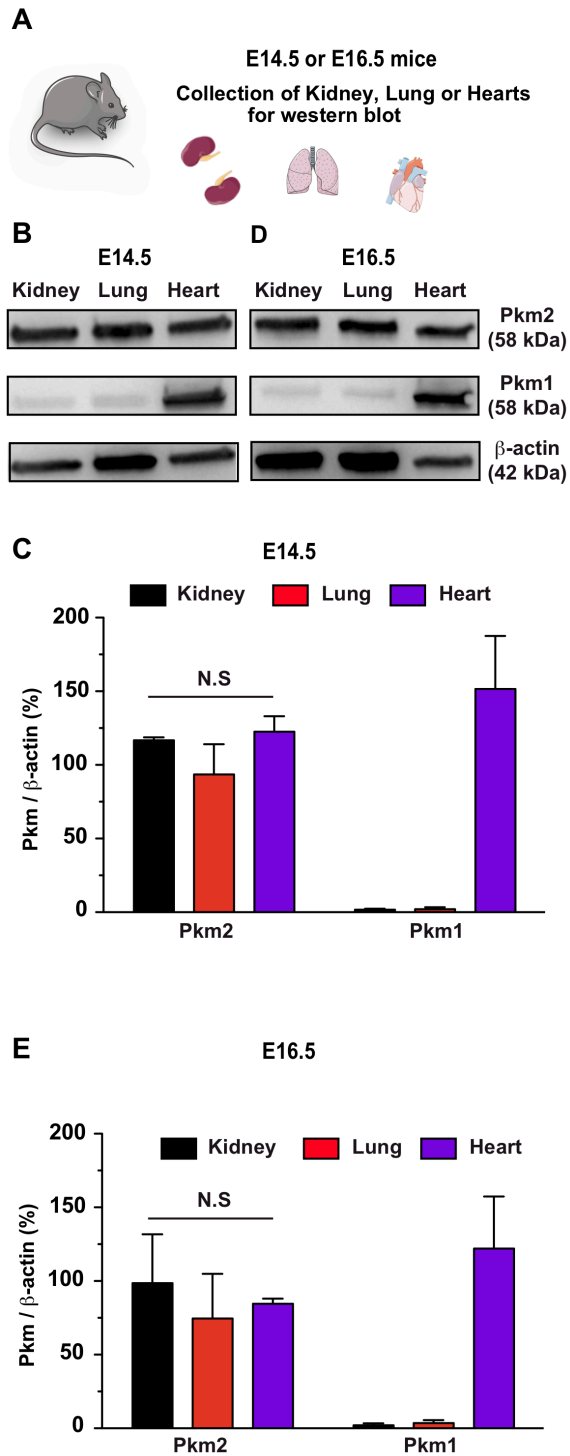 A
E14.5 or E16.5 mice
Collection of Kidney, Lung or Hearts
for western blot
B
E14.5
Kidney Lung Heart
D
E16.5
Kidney Lung Heart
Pkm2
(58 kDa)
Pkm1
(58 kDa)
β-actin
(42 kDa)
C
E14.5
Kidney Lung Heart
Pkm / β-actin (%)
200
150
100
50
0
N.S
Pkm2 Pkm1
E
E16.5
Kidney Lung Heart
Pkm / β-actin (%)
200
150
100
50
0
N.S
Pkm2 Pkm1